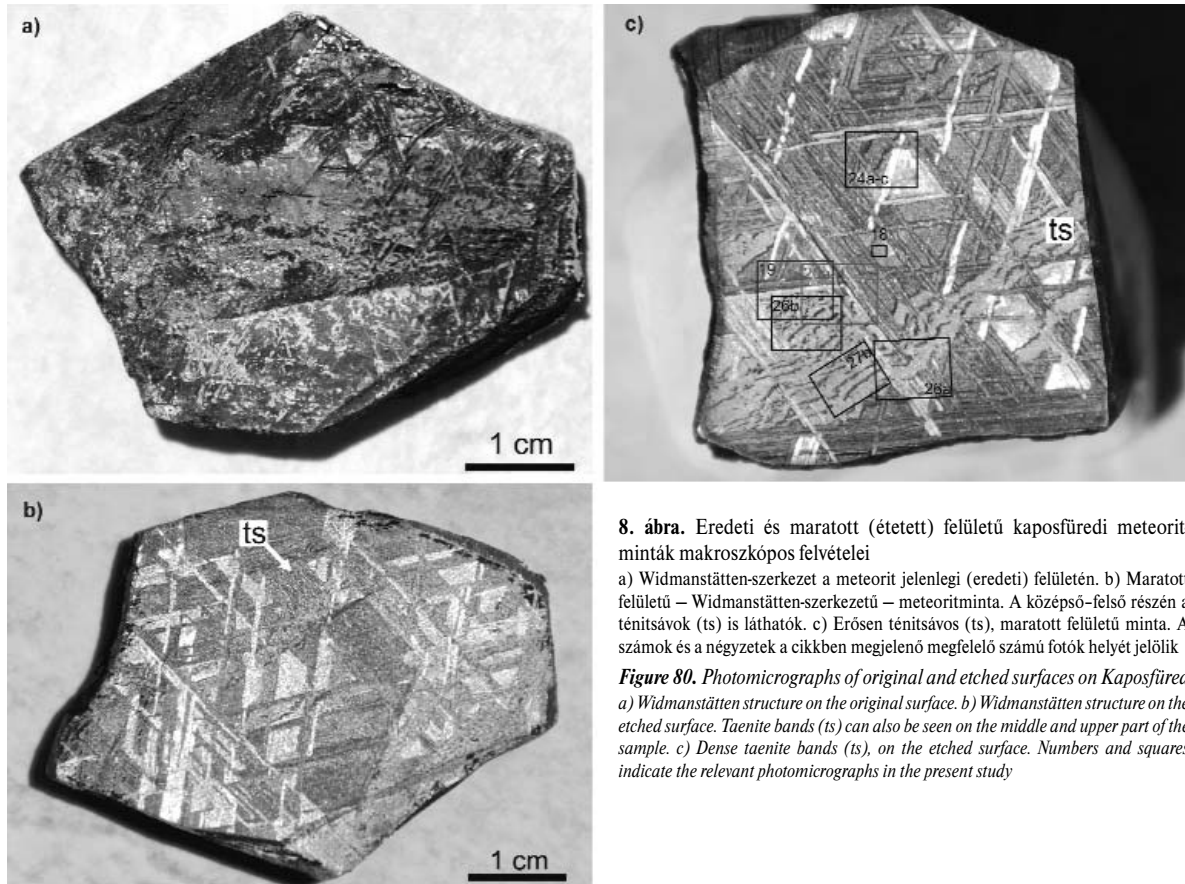 a)
1 cm
b)
ts
1 cm
c)
24a-c
18
19
26b
27b
26a
ts
8. ábra. Eredeti és maratott (étetett) felületű kaposfüredi meteorit
minták makroszkópos felvételei
a) Widmanstätten-szerkezet a meteorit jelenlegi (eredeti) felületén. b) Maratott
felületű – Widmanstätten-szerkezetű – meteoritminta. A középső-felső részén a
ténitsávok (ts) is láthatók. c) Erősen ténitsávos (ts), maratott felületű minta. A
számok és a négyzetek a cikkben megjelenő megfelelő számú fotók helyét jelölik
Figure 80. Photomicrographs of original and etched surfaces on Kaposfüred
a) Widmanstätten structure on the original surface. b) Widmanstätten structure on the
etched surface. Taenite bands (ts) can also be seen on the middle and upper part of the
sample. c) Dense taenite bands (ts), on the etched surface. Numbers and squares
indicate the relevant photomicrographs in the present study